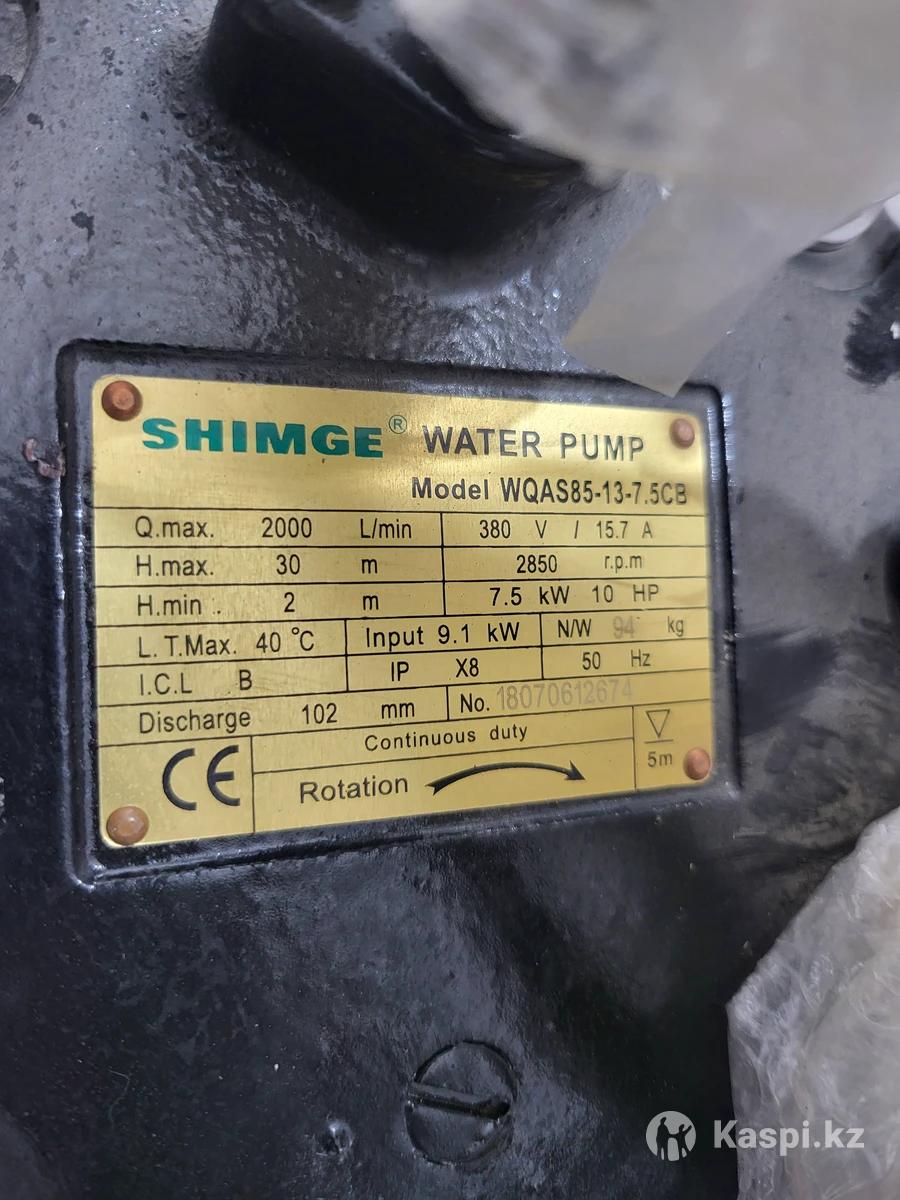 SHIMGE® WATER PUMP
Model WQAS85-13-7.5CB
Q.max. 2000 L/min 380 V / 15.7 A
H.max. 30 m 2850 r.p.m
H.min. 2 m 7.5 kW 10 HP
L.T.Max. 40 °C Input 9.1 kW N/W 94 kg
I.C.L B IP X8 50 Hz
Discharge 102 mm No. 18070612674
Continuous duty
CE Rotation 5m
Kaspi.kz